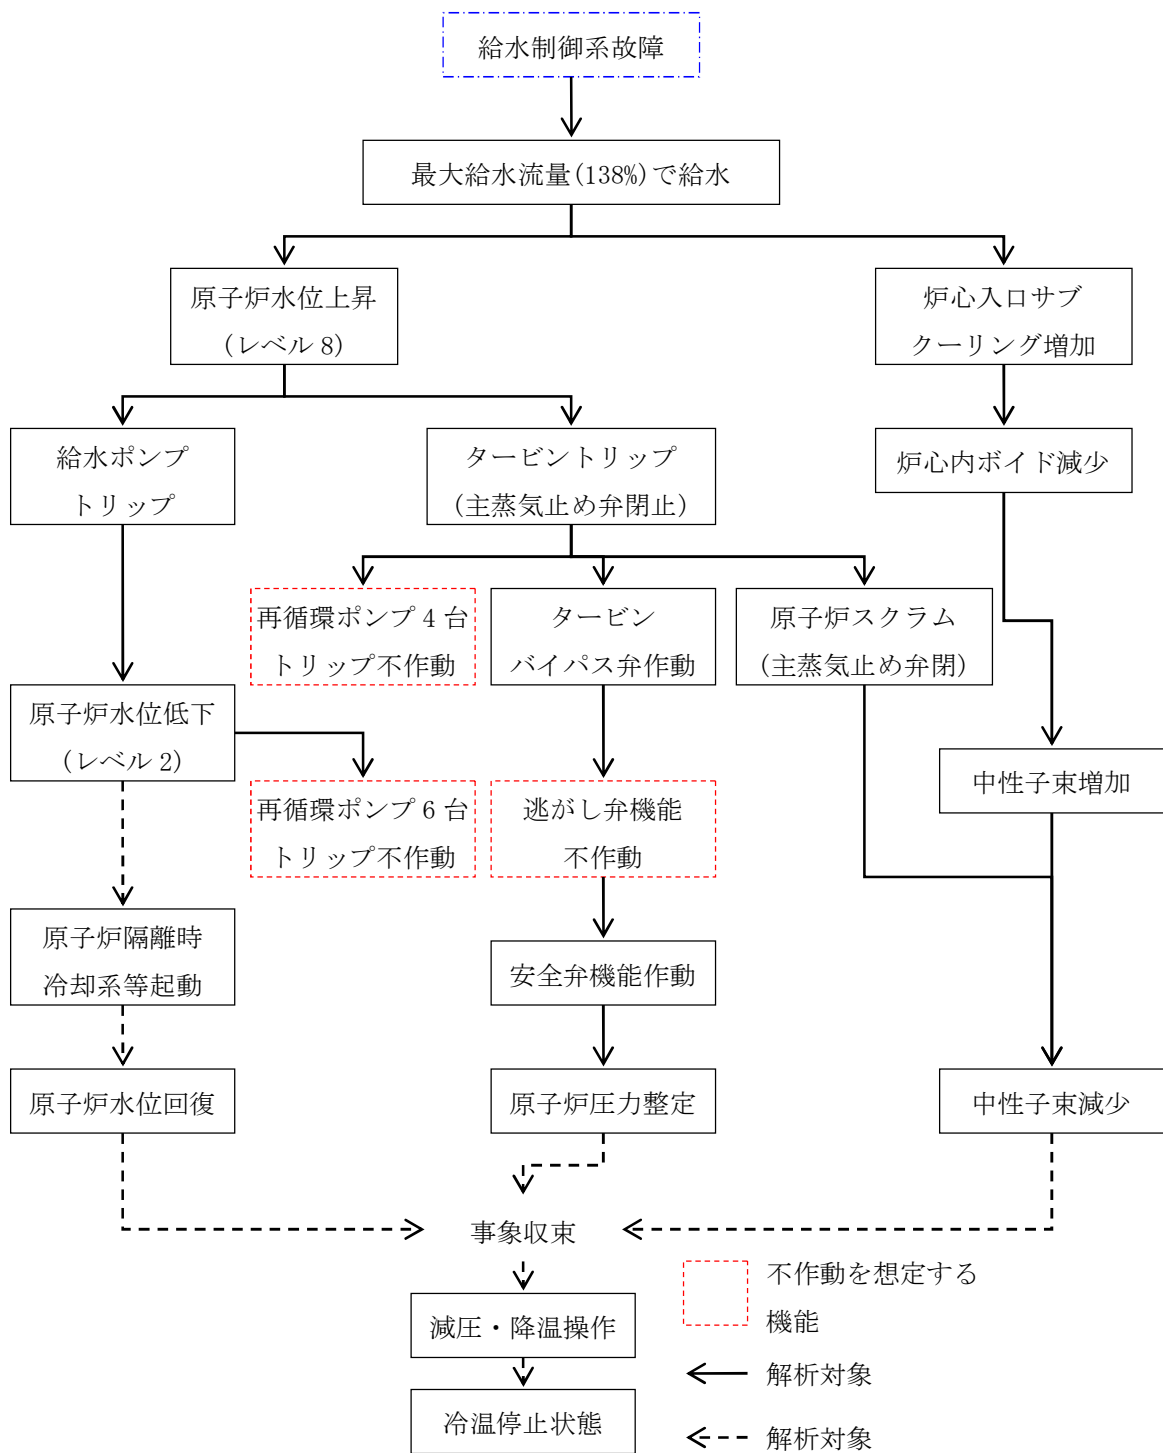 給水制御系故障
最大給水流量(138%)で給水
原子炉水位上昇
(レベル 8)
炉心入口サブ
クーリング増加
給水ポンプ
トリップ
タービントリップ
(主蒸気止め弁閉止)
炉心内ボイド減少
再循環ポンプ 4 台
トリップ不作動
タービン
バイパス弁作動
原子炉スクラム
(主蒸気止め弁閉)
原子炉水位低下
(レベル 2)
中性子束増加
再循環ポンプ 6 台
トリップ不作動
逃がし弁機能
不作動
原子炉隔離時
冷却系等起動
安全弁機能作動
原子炉水位回復
原子炉圧力整定
中性子束減少
事象収束
減圧・降温操作
冷温停止状態
不作動を想定する
機能
解析対象
解析対象